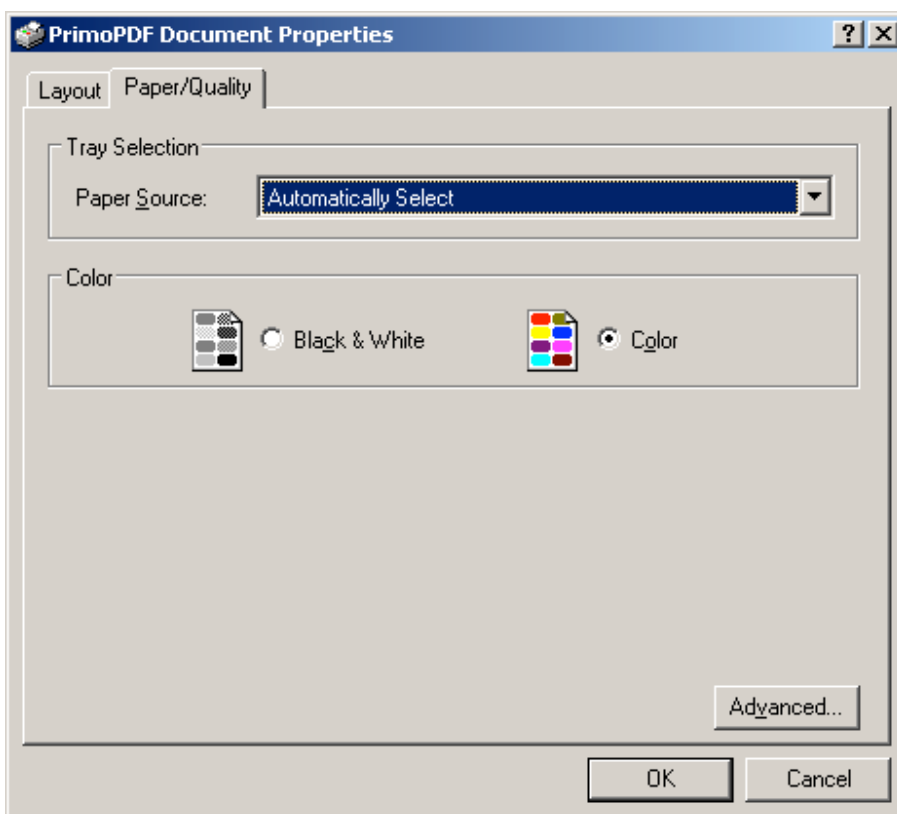 PrimoPDF Document Properties
Layout Paper/Quality
Tray Selection
Paper Source: Automatically Select
Color
Black & White Color
Advanced...
OK Cancel